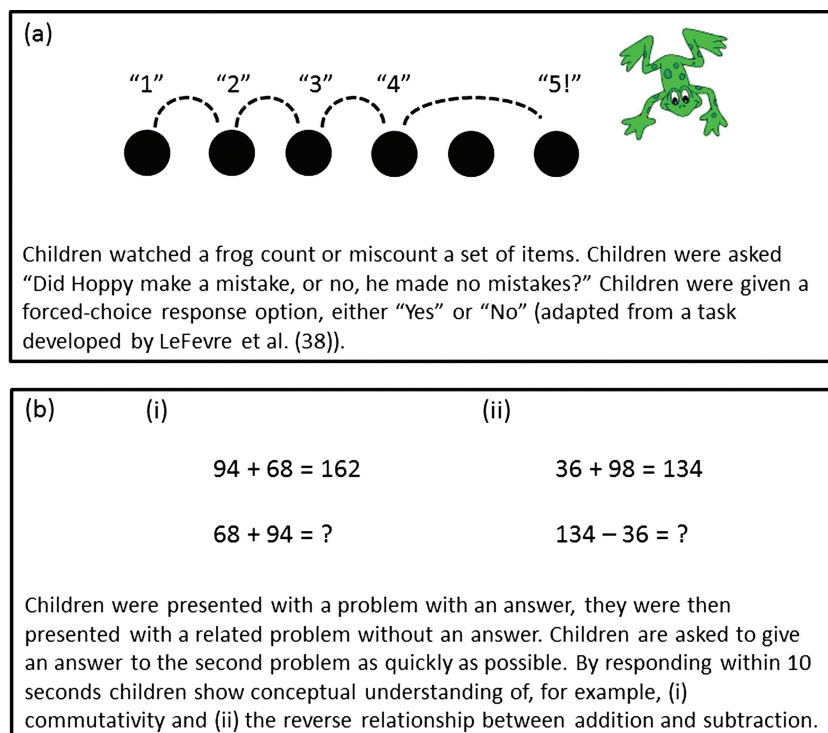 (a)
“1” “2” “3” “4” “5!”
Children watched a frog count or miscount a set of items. Children were asked
“Did Hoppy make a mistake, or no, he made no mistakes?” Children were given a
forced-choice response option, either “Yes” or “No” (adapted from a task
developed by LeFevre et al. (38)).
(b) (i) (ii)
94 + 68 = 162 36 + 98 = 134
68 + 94 = ? 134 – 36 = ?
Children were presented with a problem with an answer, they were then
presented with a related problem without an answer. Children are asked to give
an answer to the second problem as quickly as possible. By responding within 10
seconds children show conceptual understanding of, for example, (i)
commutativity and (ii) the reverse relationship between addition and subtraction.